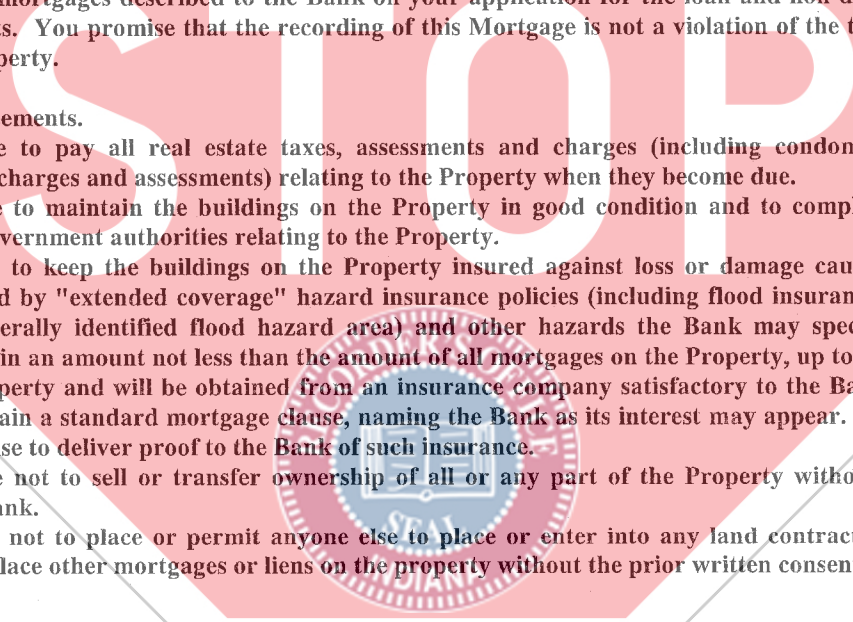 mortgages described to the Bank on your application for the loan and non
s. You promise that the recording of this Mortgage is not a violation of the t
perty.
ements.
e to pay all real estate taxes, assessments and charges (including condon
charges and assessments) relating to the Property when they become due.
e to maintain the buildings on the Property in good condition and to compl
vernment authorities relating to the Property.
to keep the buildings on the Property insured against loss or damage cau
d by "extended coverage" hazard insurance policies (including flood insuran
erally identified flood hazard area) and other hazards the Bank may spec
in an amount not less than the amount of all mortgages on the Property, up to
perty and will be obtained from an insurance company satisfactory to the Ba
ain a standard mortgage clause, naming the Bank as its interest may appear.
se to deliver proof to the Bank of such insurance.
e not to sell or transfer ownership of all or any part of the Property witho
ank.
not to place or permit anyone else to place or enter into any land contrac
lace other mortgages or liens on the property without the prior written consen
STOP
RECORDER'S OFFICE
SEAL
INDIANA